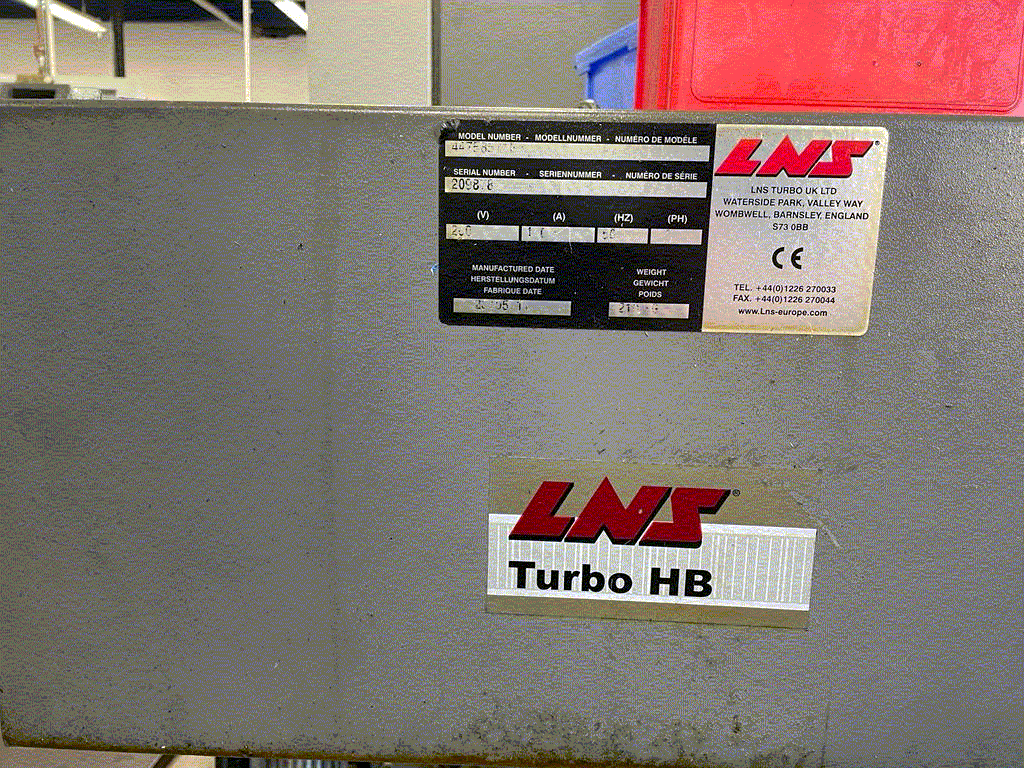 MODEL NUMBER - MODELLNUMMER - NUMÉRO DE MODÈLE
SERIAL NUMBER - SERIENNUMMER - NUMÉRO DE SÉRIE
(V) (A) (HZ) (PH)
MANUFACTURED DATE
HERSTELLUNGSDATUM
FABRIQUE DATE
WEIGHT
GEWICHT
POIDS
LNS®
LNS TURBO UK LTD
WATERSIDE PARK, VALLEY WAY
WOMBWELL, BARNSLEY, ENGLAND
S73 0BB
CE
TEL. +44(0)1226 270033
FAX. +44(0)1226 270044
www.Lns-europe.com
LNS®
Turbo HB